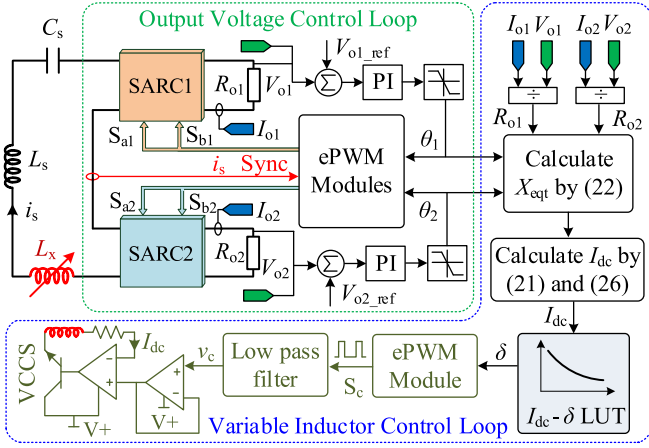 Output Voltage Control Loop
Cs
Ls
is
Lx
SARC1
Ro1
Vo1
Io1
Sa1
Sb1
Vo1_ref
Σ
PI
is Sync
ePWM
Modules
θ1
θ2
Sa2
Sb2
SARC2
Io2
Ro2
Vo2
Σ
PI
Vo2_ref
Io1
Vo1
Io2
Vo2
÷
÷
Ro1
Ro2
Calculate
Xeqt by (22)
Calculate Idc by
(21) and (26)
Idc
Idc - δ LUT
δ
ePWM
Module
Sc
Low pass
filter
vc
+
-
V+
-
+
V+
Idc
VCCS
Variable Inductor Control Loop